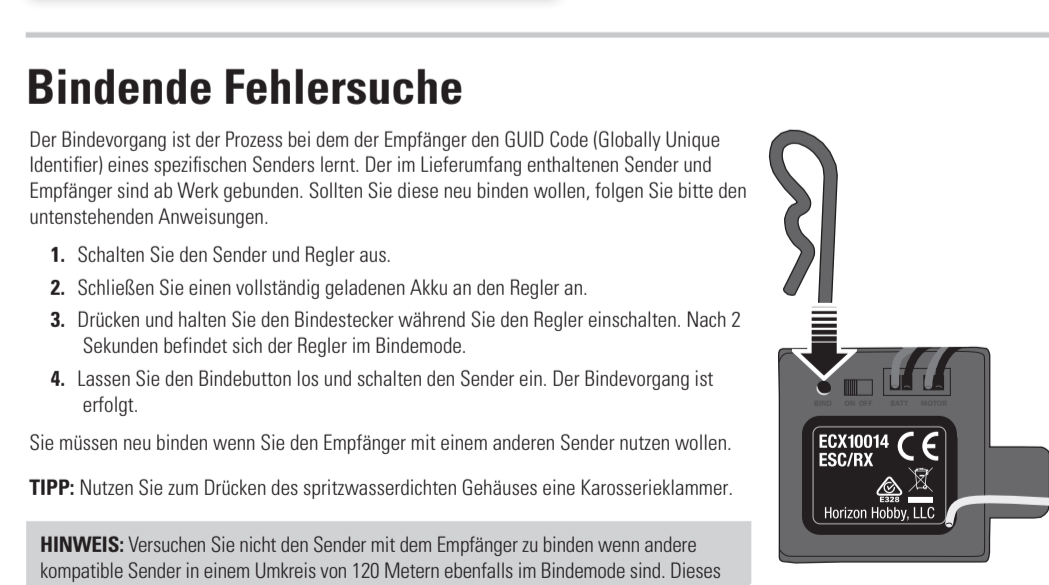 Bindende Fehlersuche
Der Bindevorgang ist der Prozess bei dem der Empfänger den GUID Code (Globally Unique
Identifier) eines spezifischen Senders lernt. Der im Lieferumfang enthaltenen Sender und
Empfänger sind ab Werk gebunden. Sollten Sie diese neu binden wollen, folgen Sie bitte den
untenstehenden Anweisungen.
1. Schalten Sie den Sender und Regler aus.
2. Schließen Sie einen vollständig geladenen Akku an den Regler an.
3. Drücken und halten Sie den Bindestecker während Sie den Regler einschalten. Nach 2
Sekunden befindet sich der Regler im Bindemode.
4. Lassen Sie den Bindebutton los und schalten den Sender ein. Der Bindevorgang ist
erfolgt.
Sie müssen neu binden wenn Sie den Empfänger mit einem anderen Sender nutzen wollen.
TIPP: Nutzen Sie zum Drücken des spritzwasserdichten Gehäuses eine Karosserieklammer.
HINWEIS: Versuchen Sie nicht den Sender mit dem Empfänger zu binden wenn andere
kompatible Sender in einem Umkreis von 120 Metern ebenfalls im Bindemode sind. Dieses
BIND ON OFF BATT MOTOR
ECX10014 CE
ESC/RX
E328
Horizon Hobby, LLC